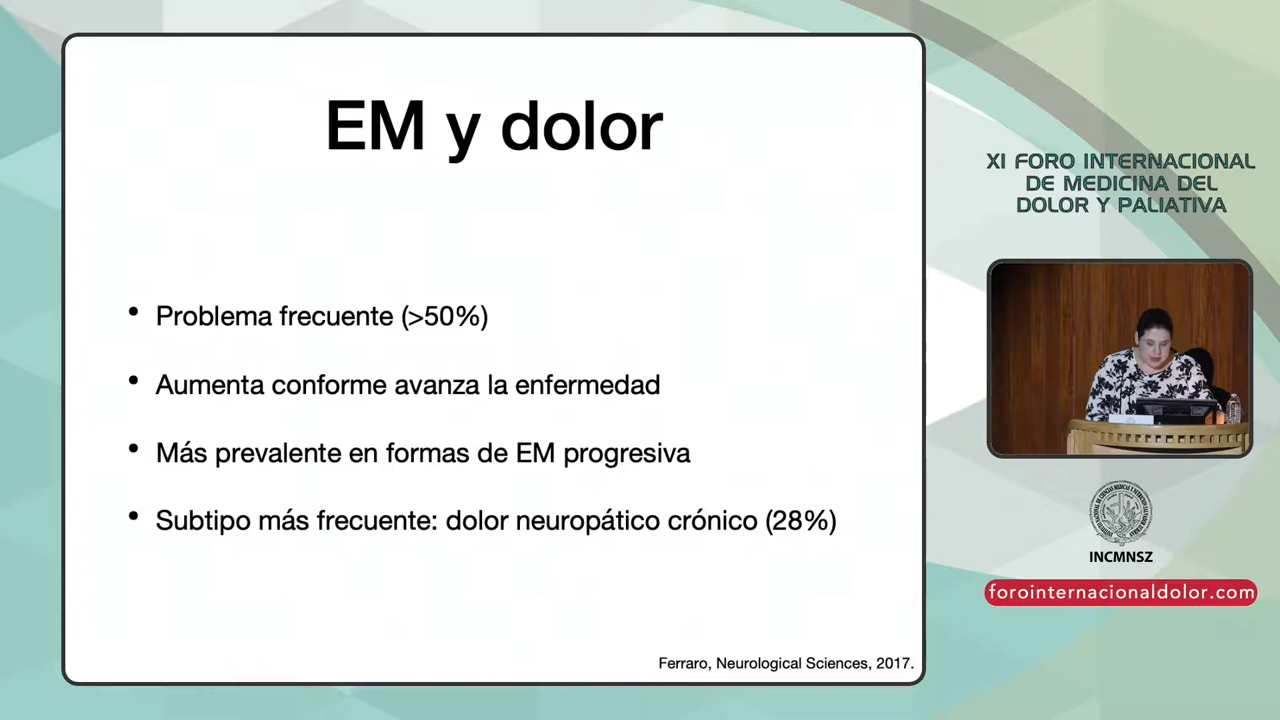 EM y dolor
• Problema frecuente (>50%)
• Aumenta conforme avanza la enfermedad
• Más prevalente en formas de EM progresiva
• Subtipo más frecuente: dolor neuropático crónico (28%)
Ferraro, Neurological Sciences, 2017.
XI FORO INTERNACIONAL
DE MEDICINA DEL
DOLOR Y PALIATIVA
INCMNSZ
forointernacionaldolor.com